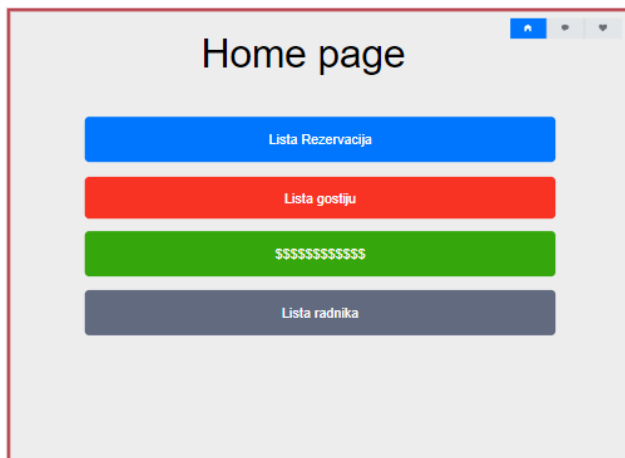 Home page
Lista Rezervacija
Lista gostiju
$$$$$$$$$$$$
Lista radnika